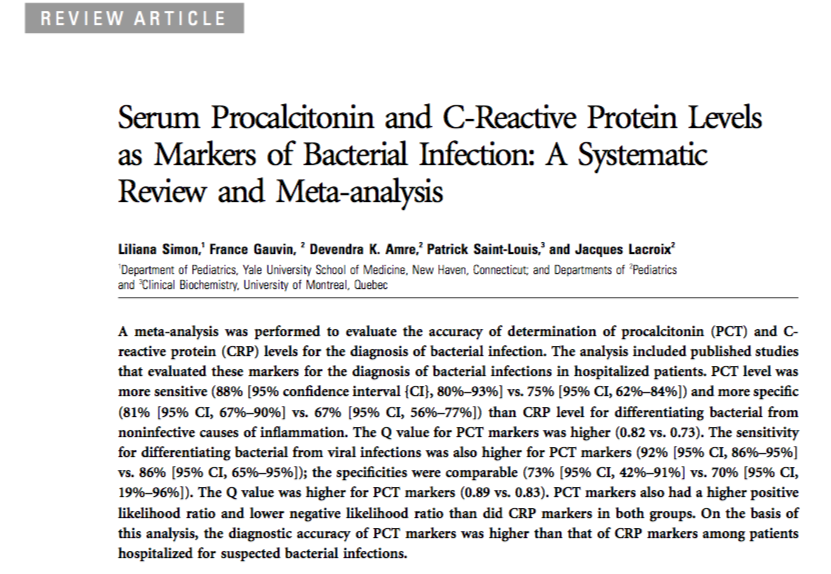 REVIEW ARTICLE
Serum Procalcitonin and C-Reactive Protein Levels
as Markers of Bacterial Infection: A Systematic
Review and Meta-analysis
Liliana Simon,¹ France Gauvin, ² Devendra K. Amre,² Patrick Saint-Louis,³ and Jacques Lacroix²
¹Department of Pediatrics, Yale University School of Medicine, New Haven, Connecticut; and Departments of ²Pediatrics
and ³Clinical Biochemistry, University of Montreal, Quebec
A meta-analysis was performed to evaluate the accuracy of determination of procalcitonin (PCT) and C-
reactive protein (CRP) levels for the diagnosis of bacterial infection. The analysis included published studies
that evaluated these markers for the diagnosis of bacterial infections in hospitalized patients. PCT level was
more sensitive (88% [95% confidence interval {CI}, 80%–93%] vs. 75% [95% CI, 62%–84%]) and more specific
(81% [95% CI, 67%–90%] vs. 67% [95% CI, 56%–77%]) than CRP level for differentiating bacterial from
noninfective causes of inflammation. The Q value for PCT markers was higher (0.82 vs. 0.73). The sensitivity
for differentiating bacterial from viral infections was also higher for PCT markers (92% [95% CI, 86%–95%]
vs. 86% [95% CI, 65%–95%]); the specificities were comparable (73% [95% CI, 42%–91%] vs. 70% [95% CI,
19%–96%]). The Q value was higher for PCT markers (0.89 vs. 0.83). PCT markers also had a higher positive
likelihood ratio and lower negative likelihood ratio than did CRP markers in both groups. On the basis of
this analysis, the diagnostic accuracy of PCT markers was higher than that of CRP markers among patients
hospitalized for suspected bacterial infections.